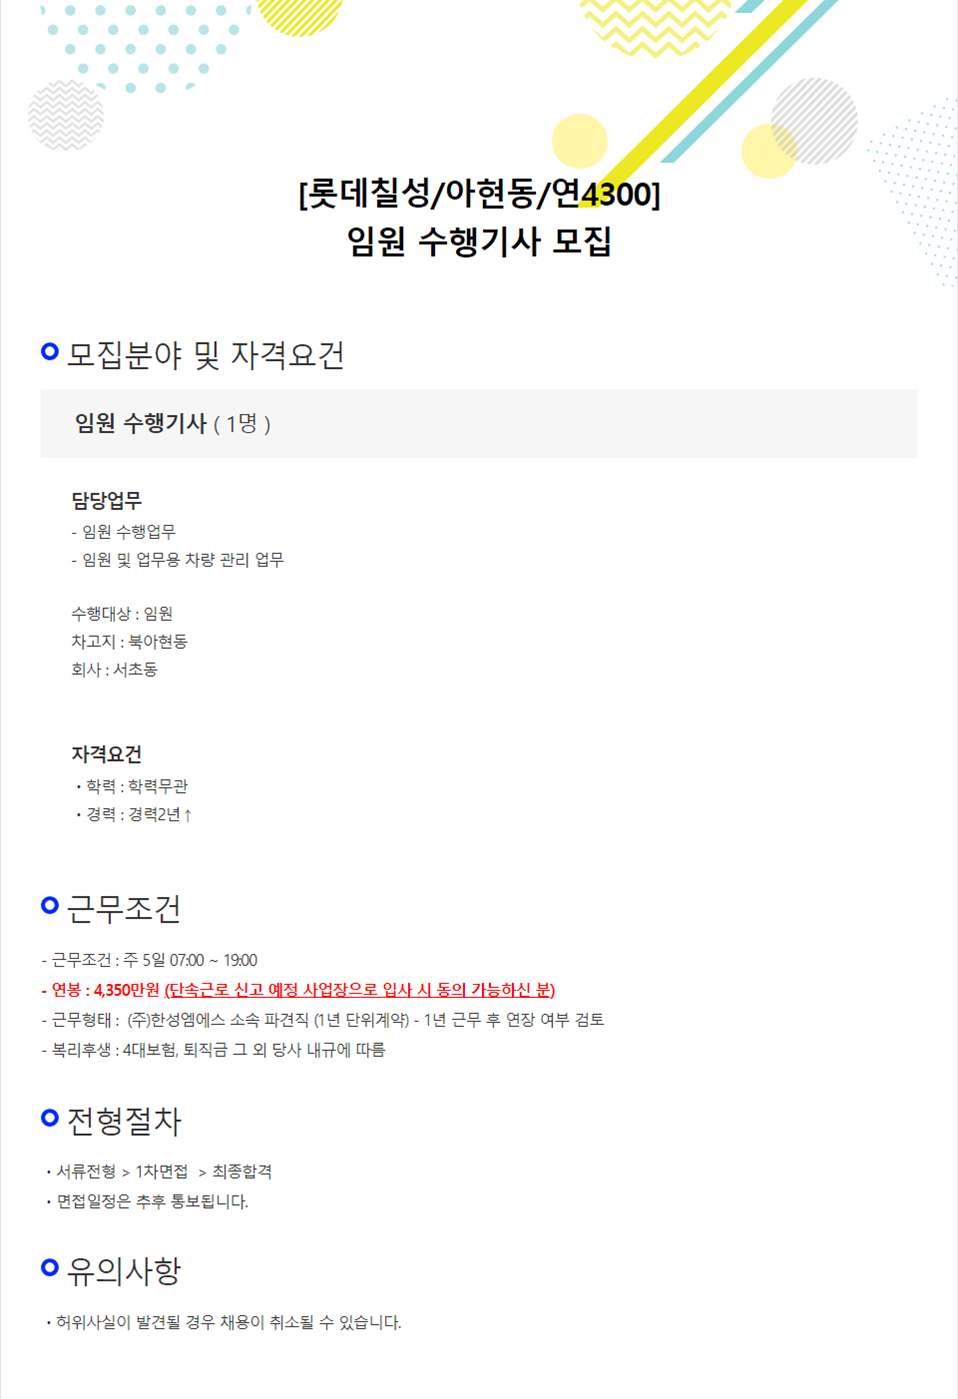 [롯데칠성/아현동/연4300]
임원 수행기사 모집
모집분야 및 자격요건
임원 수행기사 ( 1명 )
담당업무
- 임원 수행업무
- 임원 및 업무용 차량 관리 업무
수행대상 : 임원
차고지 : 북아현동
회사 : 서초동
자격요건
・학력 : 학력무관
・경력 : 경력2년↑
근무조건
- 근무조건 : 주 5일 07:00 ~ 19:00
- 연봉 : 4,350만원 (단속근로 신고 예정 사업장으로 입사 시 동의 가능하신 분)
- 근무형태 : (주)한성엠에스 소속 파견직 (1년 단위계약) - 1년 근무 후 연장 여부 검토
- 복리후생 : 4대보험, 퇴직금 그 외 당사 내규에 따름
전형절차
・서류전형 > 1차면접 > 최종합격
・면접일정은 추후 통보됩니다.
유의사항
・허위사실이 발견될 경우 채용이 취소될 수 있습니다.